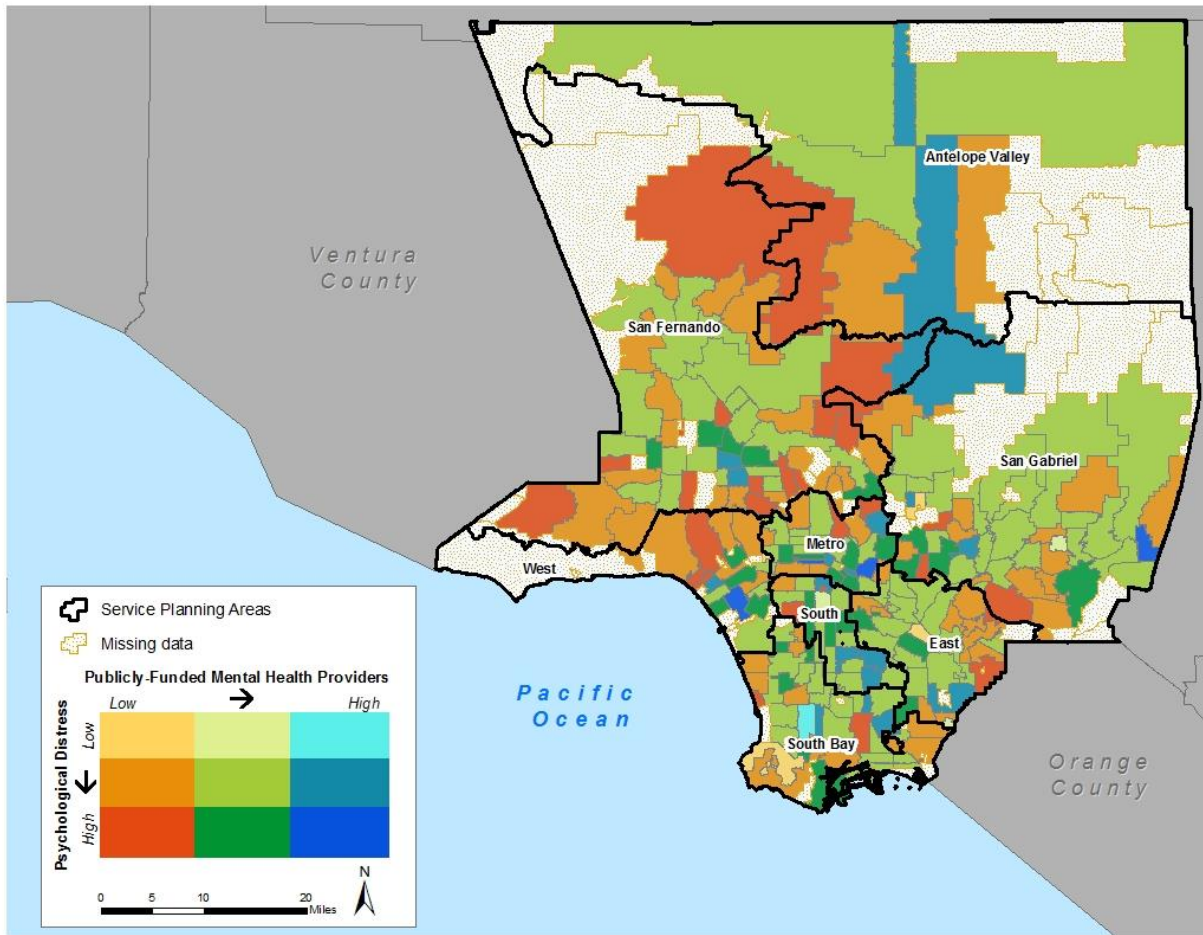 Antelope Valley
Ventura
County
San Fernando
San Gabriel
Metro
West
South
East
Pacific
Ocean
South Bay
Orange
County
Service Planning Areas
Missing data
Publicly-Funded Mental Health Providers
Low
High
Psychological Distress
Low
High
N
0 5 10 20
Miles